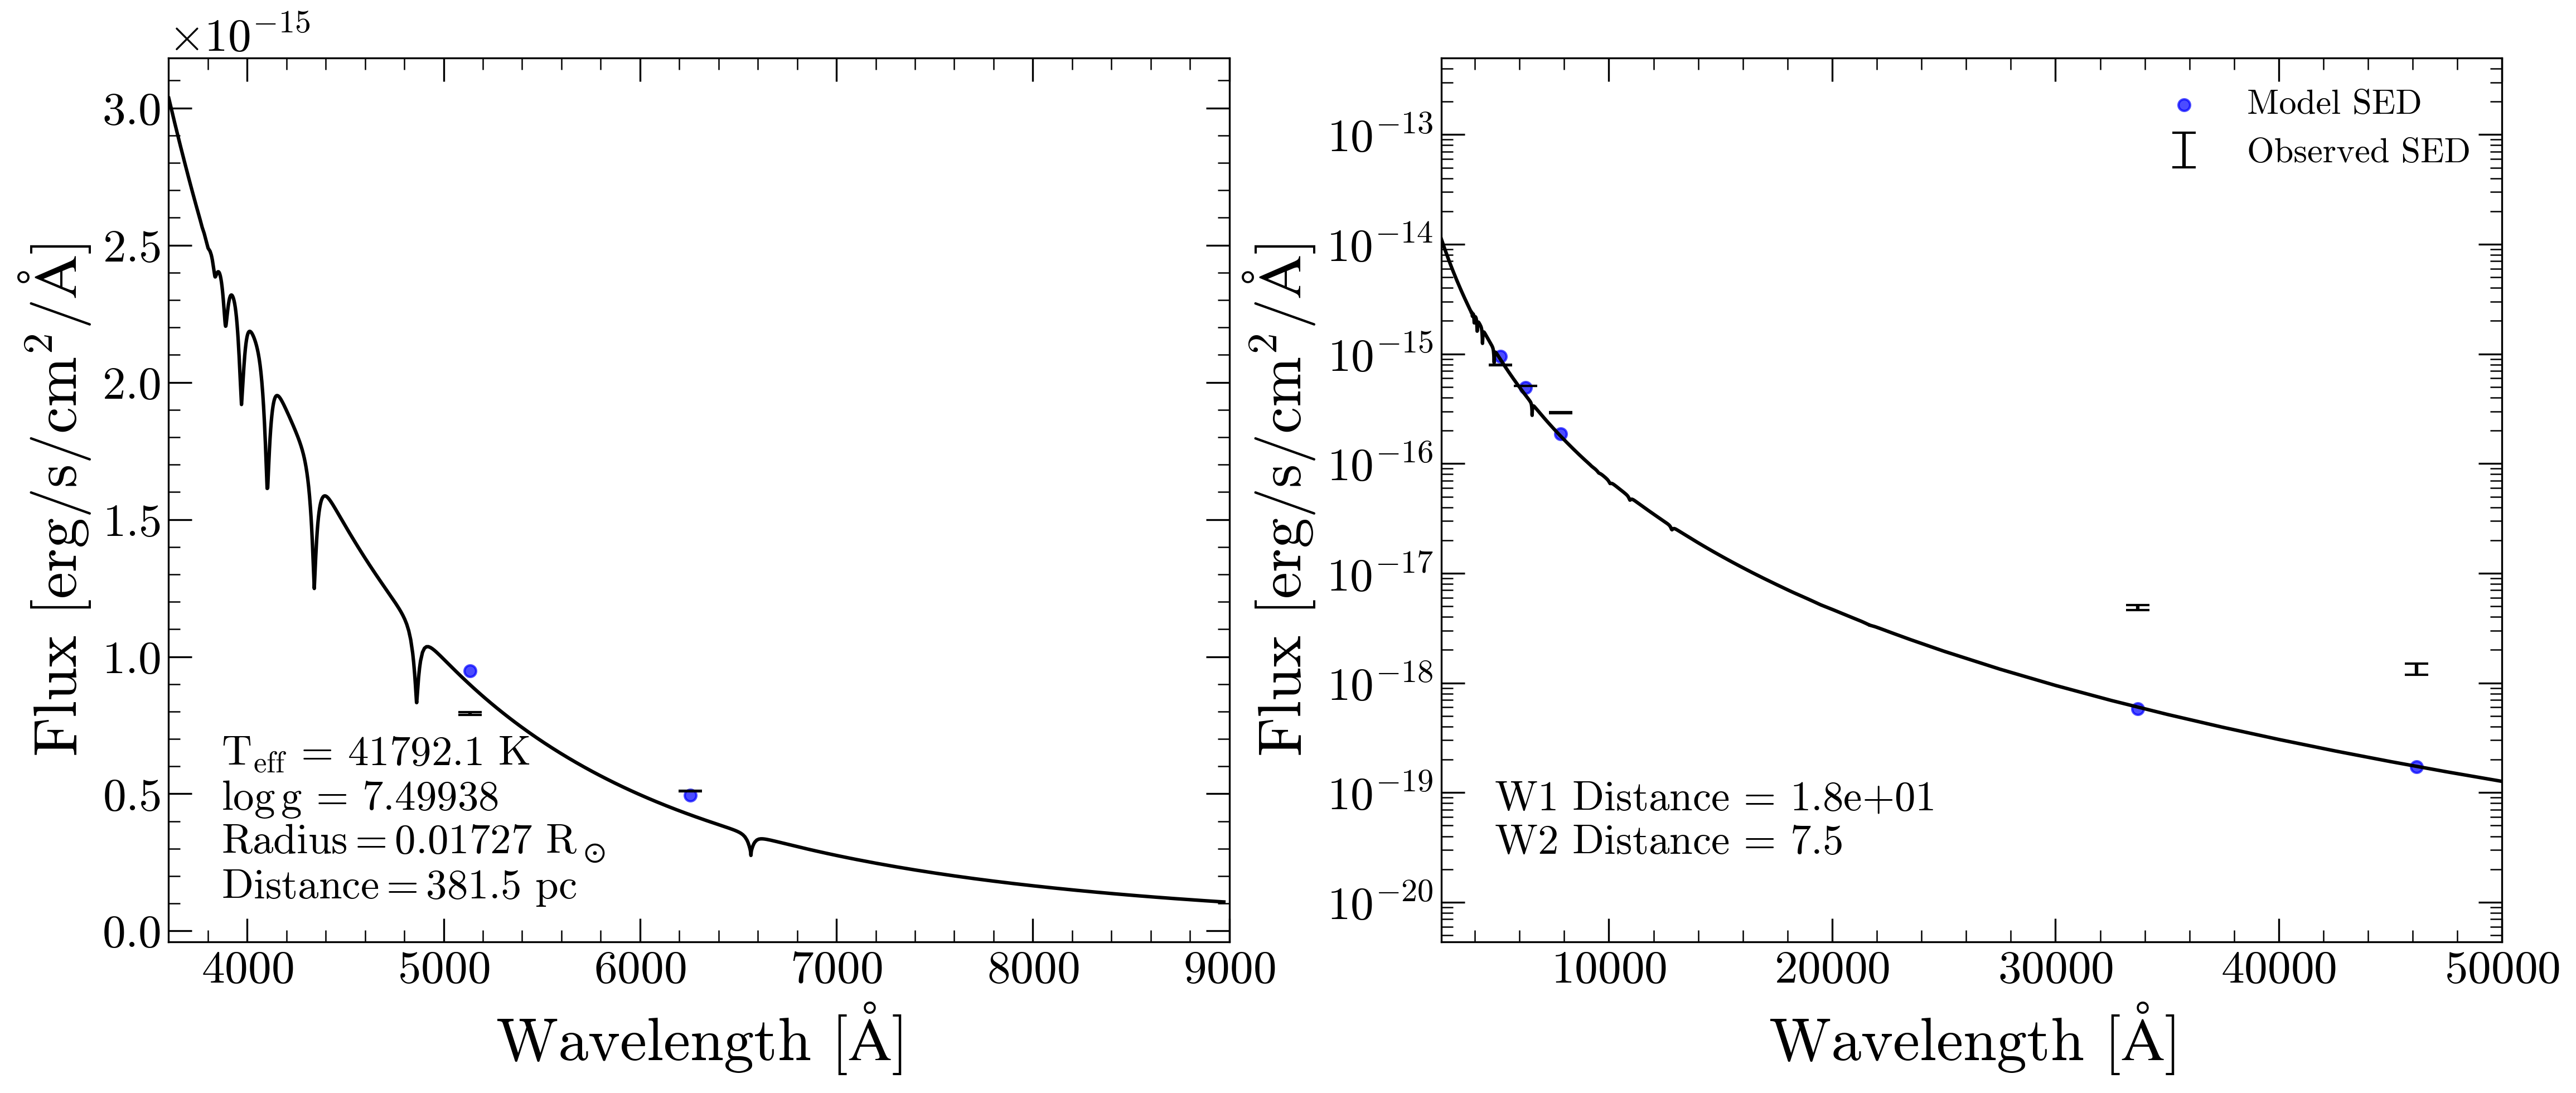 ×10⁻¹⁵
3.0
2.5
2.0
1.5
1.0
0.5
0.0
Flux [erg/s/cm²/Å]
T_eff = 41792.1 K
log g = 7.49938
Radius = 0.01727 R_⊙
Distance = 381.5 pc
4000 5000 6000 7000 8000 9000
Wavelength [Å]
10⁻¹³
10⁻¹⁴
10⁻¹⁵
10⁻¹⁶
10⁻¹⁷
10⁻¹⁸
10⁻¹⁹
10⁻²⁰
Flux [erg/s/cm²/Å]
Model SED
Observed SED
W1 Distance = 1.8e+01
W2 Distance = 7.5
10000 20000 30000 40000 50000
Wavelength [Å]